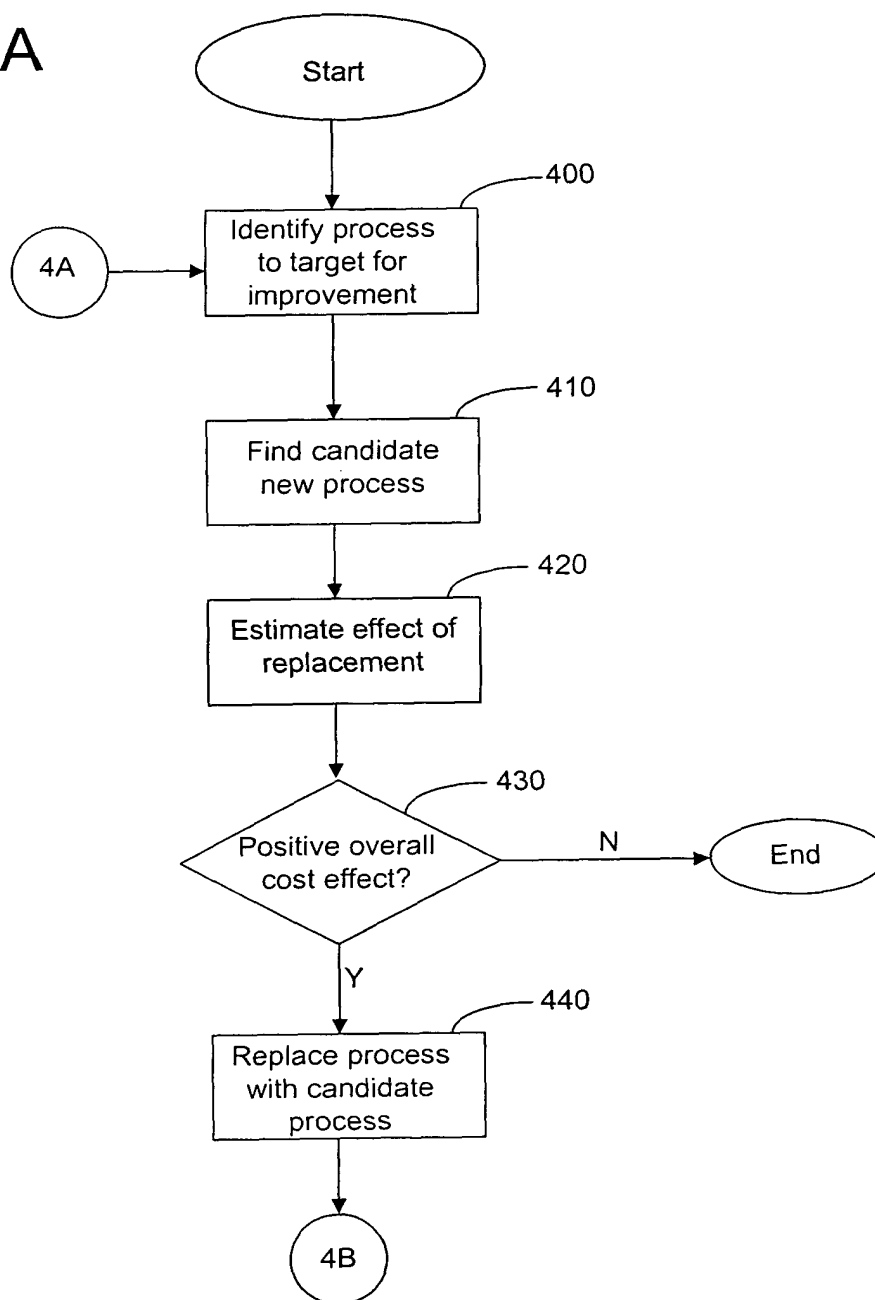 A
Start
400
Identify process
to target for
improvement
4A
410
Find candidate
new process
420
Estimate effect of
replacement
430
Positive overall
cost effect?
N
End
Y
440
Replace process
with candidate
process
4B